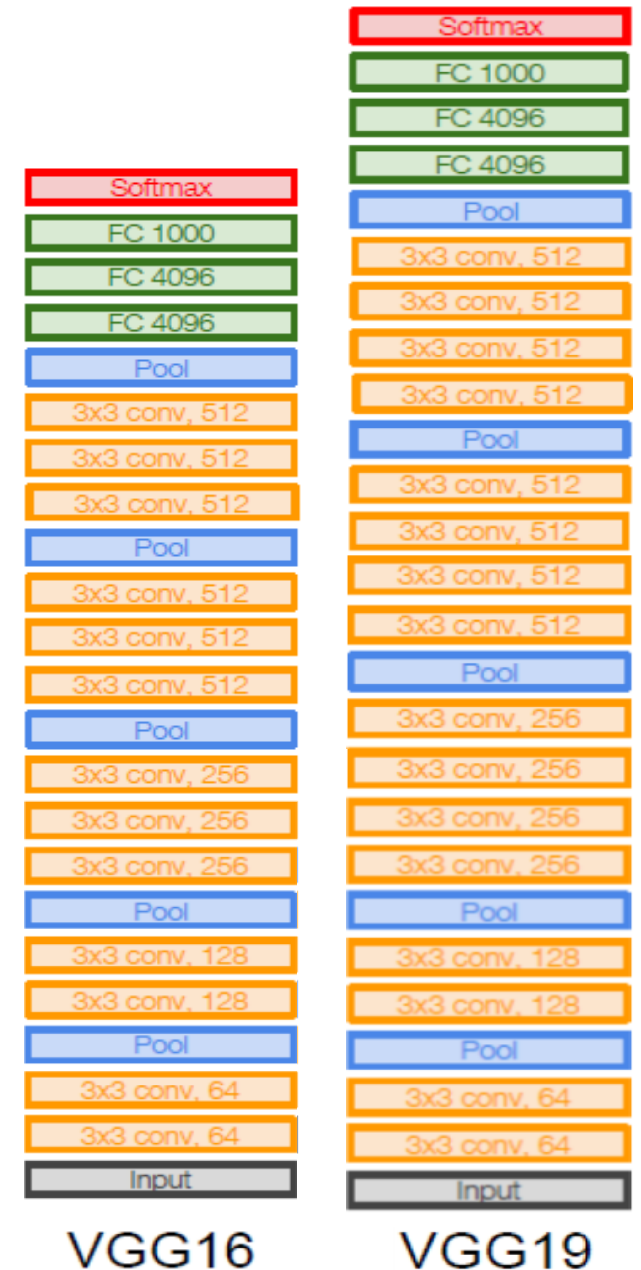 Softmax
FC 1000
FC 4096
FC 4096
Pool
3x3 conv, 512
3x3 conv, 512
3x3 conv, 512
Pool
3x3 conv, 512
3x3 conv, 512
3x3 conv, 512
Pool
3x3 conv, 256
3x3 conv, 256
3x3 conv, 256
Pool
3x3 conv, 128
3x3 conv, 128
Pool
3x3 conv, 64
3x3 conv, 64
Input
VGG16
Softmax
FC 1000
FC 4096
FC 4096
Pool
3x3 conv, 512
3x3 conv, 512
3x3 conv, 512
3x3 conv, 512
Pool
3x3 conv, 512
3x3 conv, 512
3x3 conv, 512
3x3 conv, 512
Pool
3x3 conv, 256
3x3 conv, 256
3x3 conv, 256
3x3 conv, 256
Pool
3x3 conv, 128
3x3 conv, 128
Pool
3x3 conv, 64
3x3 conv, 64
Input
VGG19